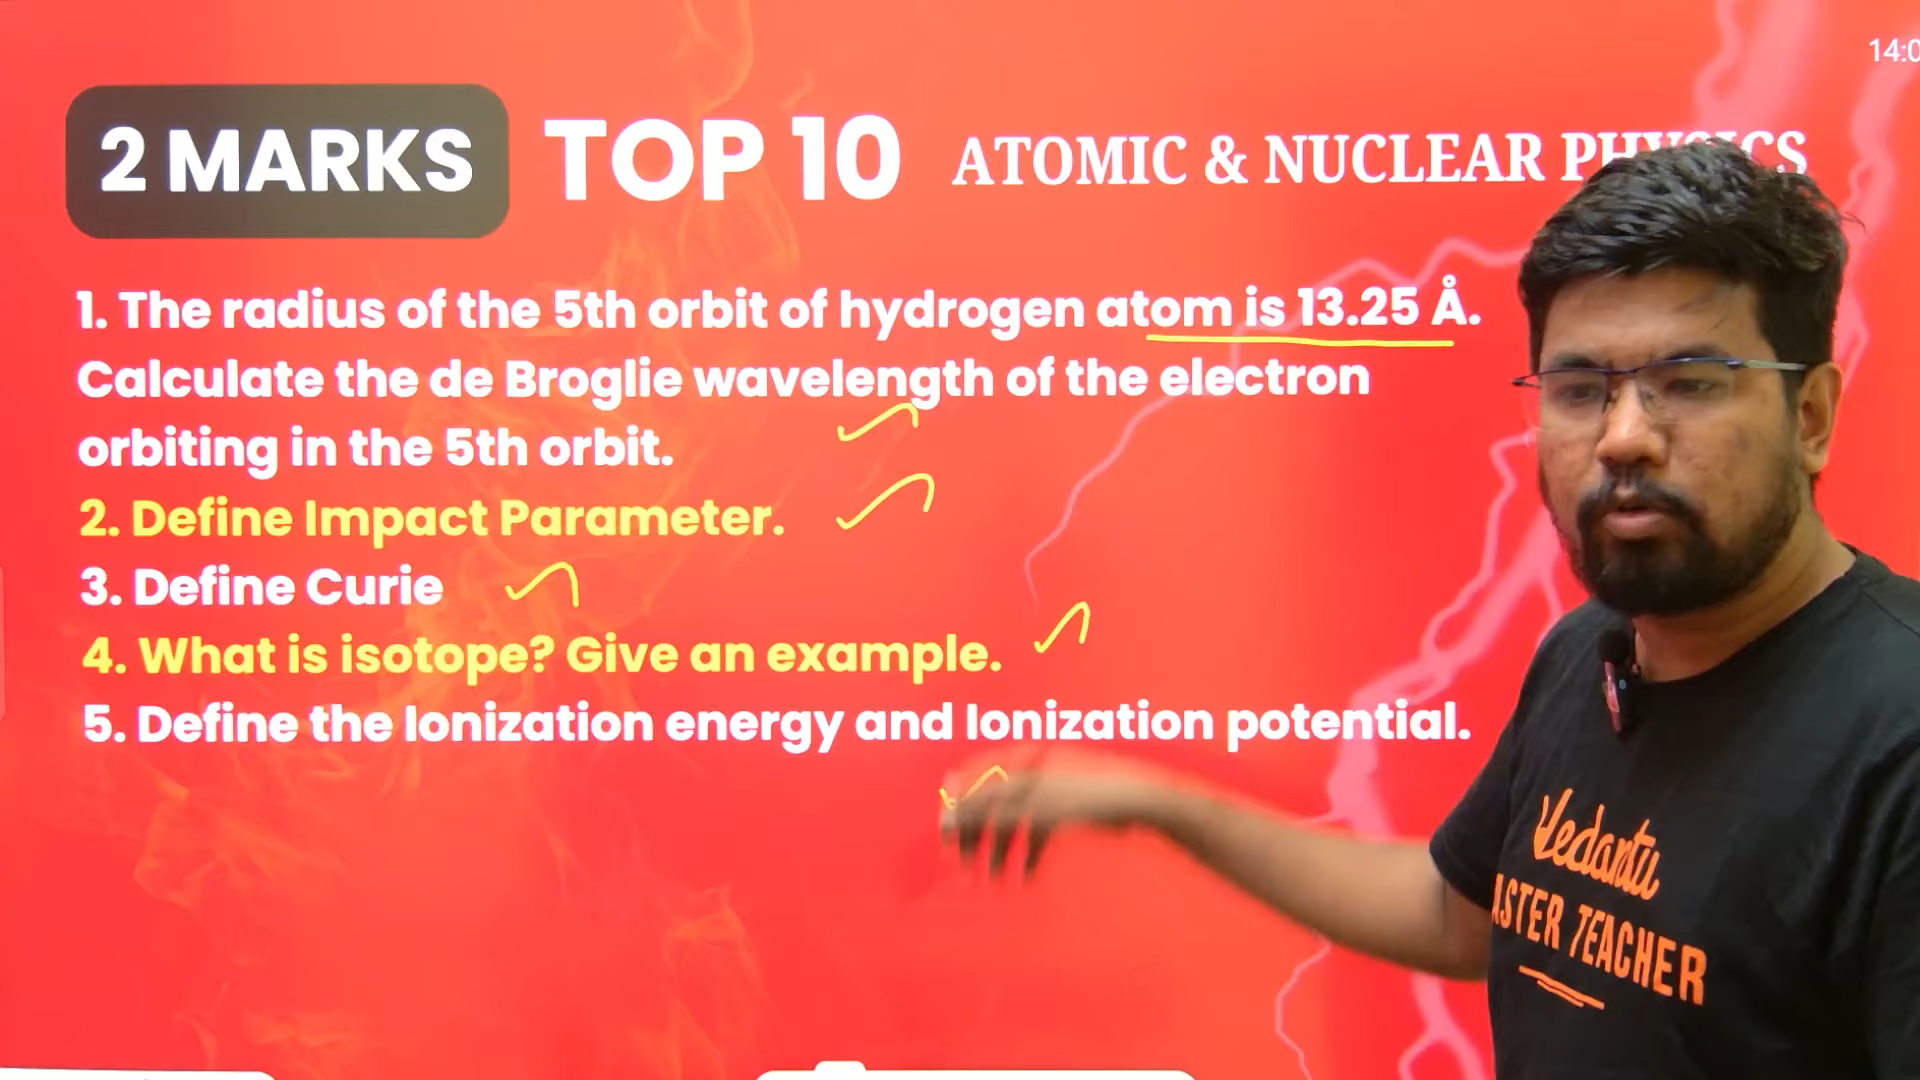 14:0
2 MARKS TOP 10 ATOMIC & NUCLEAR PHYSICS
1. The radius of the 5th orbit of hydrogen atom is 13.25 Å.
Calculate the de Broglie wavelength of the electron
orbiting in the 5th orbit.
2. Define Impact Parameter.
3. Define Curie
4. What is isotope? Give an example.
5. Define the Ionization energy and Ionization potential.
Vedantu
ASTER TEACHER